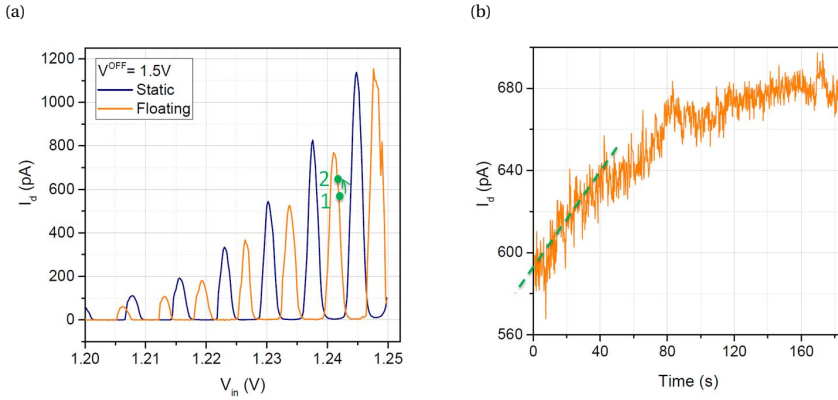 (a)
1200
1000
800
600
400
200
0
I_d (pA)
V^OFF = 1.5V
Static
Floating
2
1
1.20
1.21
1.22
1.23
1.24
1.25
V_in (V)
(b)
680
640
600
560
I_d (pA)
0
40
80
120
160
Time (s)